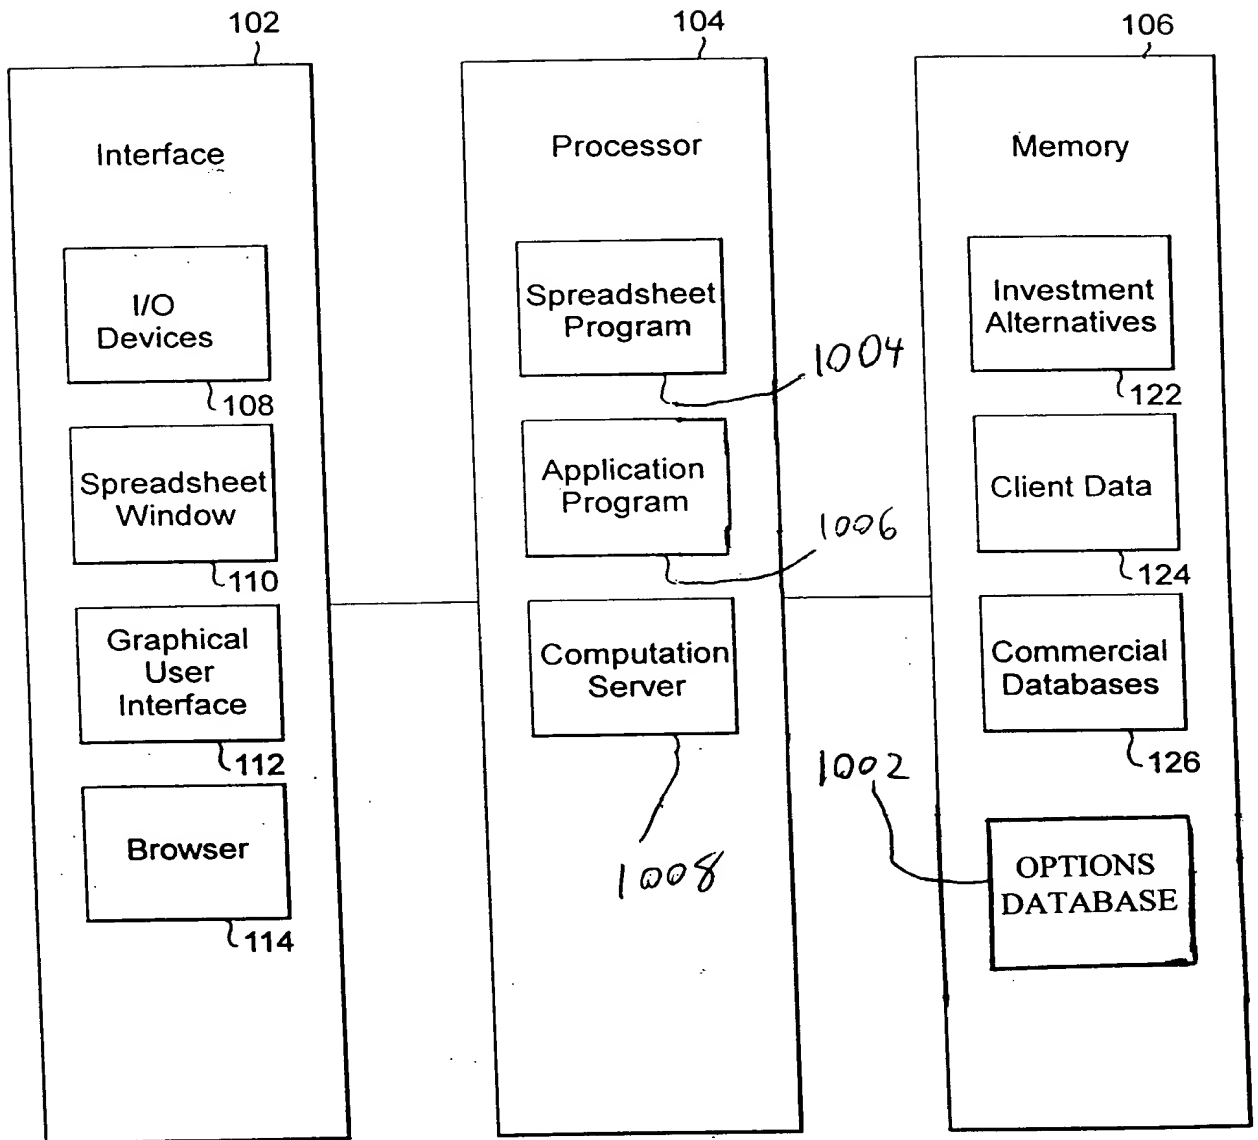 102
Interface
I/O
Devices
108
Spreadsheet
Window
110
Graphical
User
Interface
112
Browser
114
104
Processor
Spreadsheet
Program
1004
Application
Program
1006
Computation
Server
1008
106
Memory
Investment
Alternatives
122
Client Data
124
Commercial
Databases
126
1002
OPTIONS
DATABASE